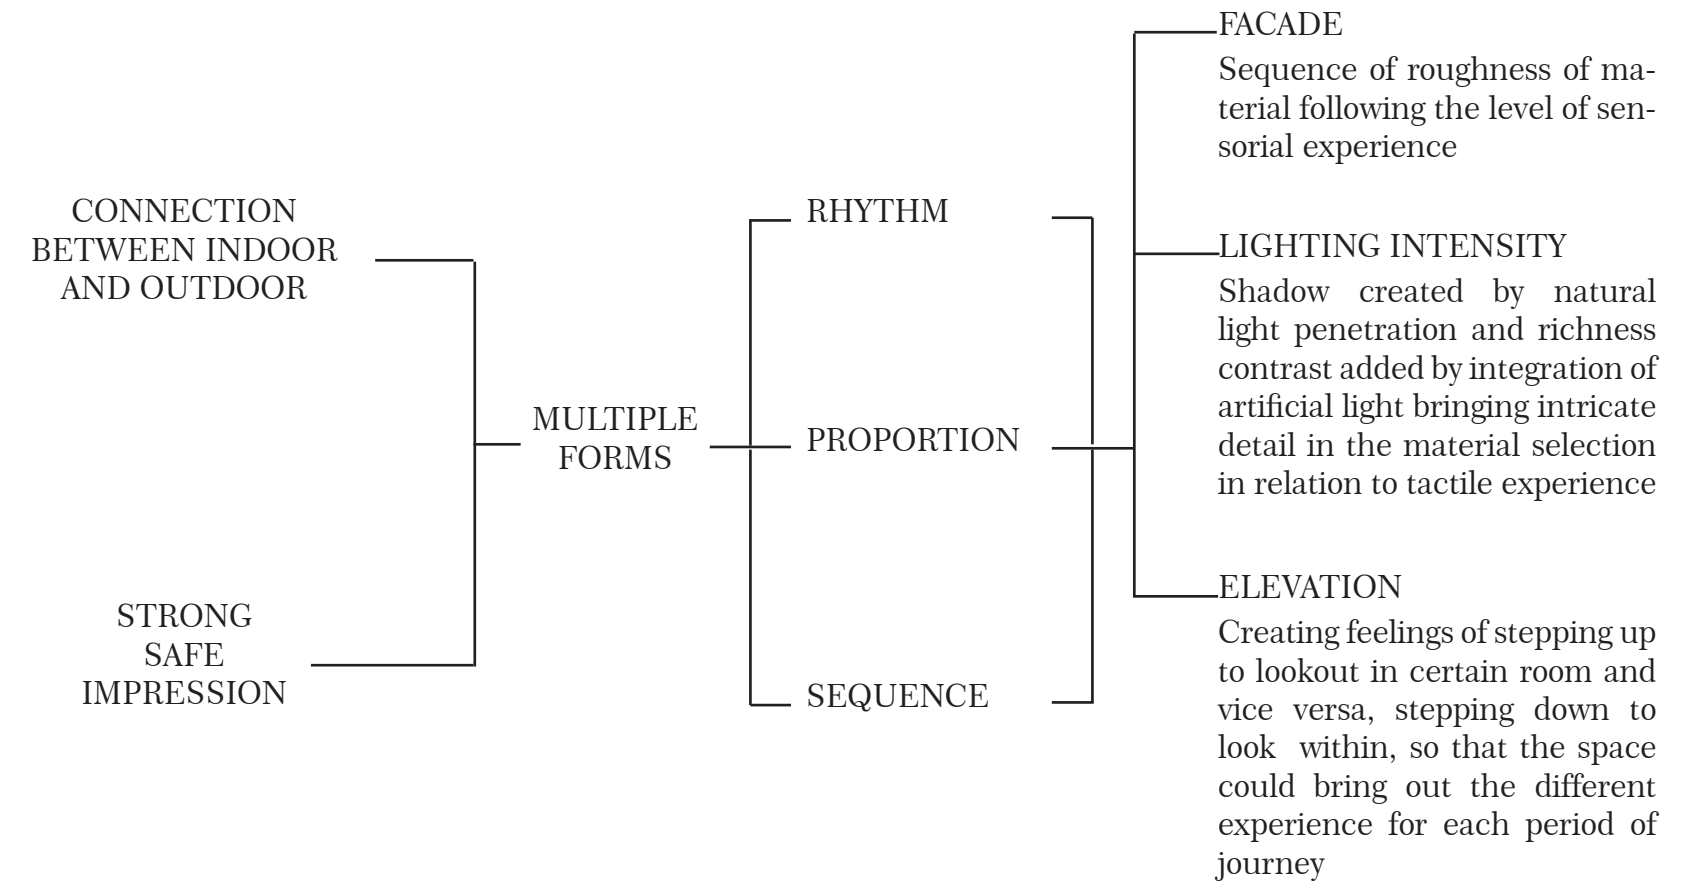 CONNECTION
BETWEEN INDOOR
AND OUTDOOR
STRONG
SAFE
IMPRESSION
MULTIPLE
FORMS
RHYTHM
PROPORTION
SEQUENCE
FACADE
Sequence of roughness of ma-
terial following the level of sen-
sorial experience
LIGHTING INTENSITY
Shadow created by natural
light penetration and richness
contrast added by integration of
artificial light bringing intricate
detail in the material selection
in relation to tactile experience
ELEVATION
Creating feelings of stepping up
to lookout in certain room and
vice versa, stepping down to
look within, so that the space
could bring out the different
experience for each period of
journey